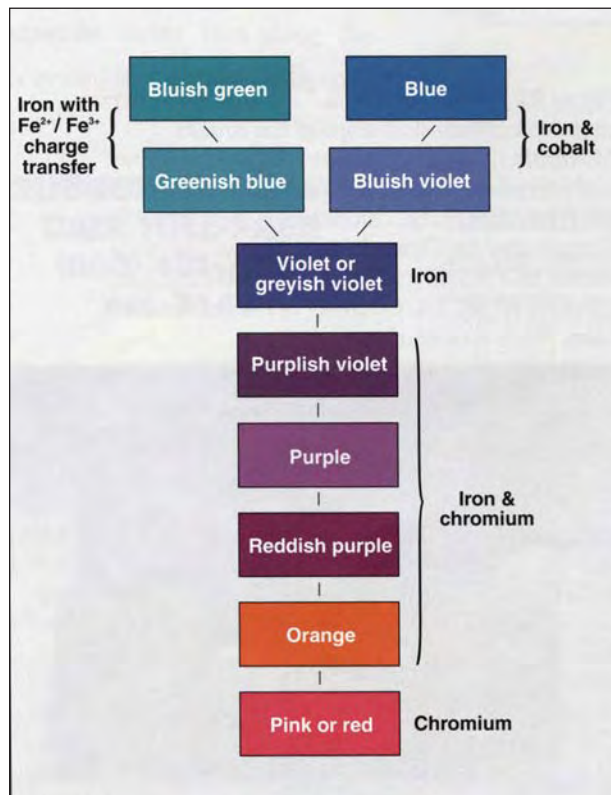 Bluish green
Blue
Iron with
Fe²⁺/ Fe³⁺
charge
transfer
Iron &
cobalt
Greenish blue
Bluish violet
Violet or
greyish violet
Iron
Purplish violet
Purple
Iron &
chromium
Reddish purple
Orange
Pink or red
Chromium